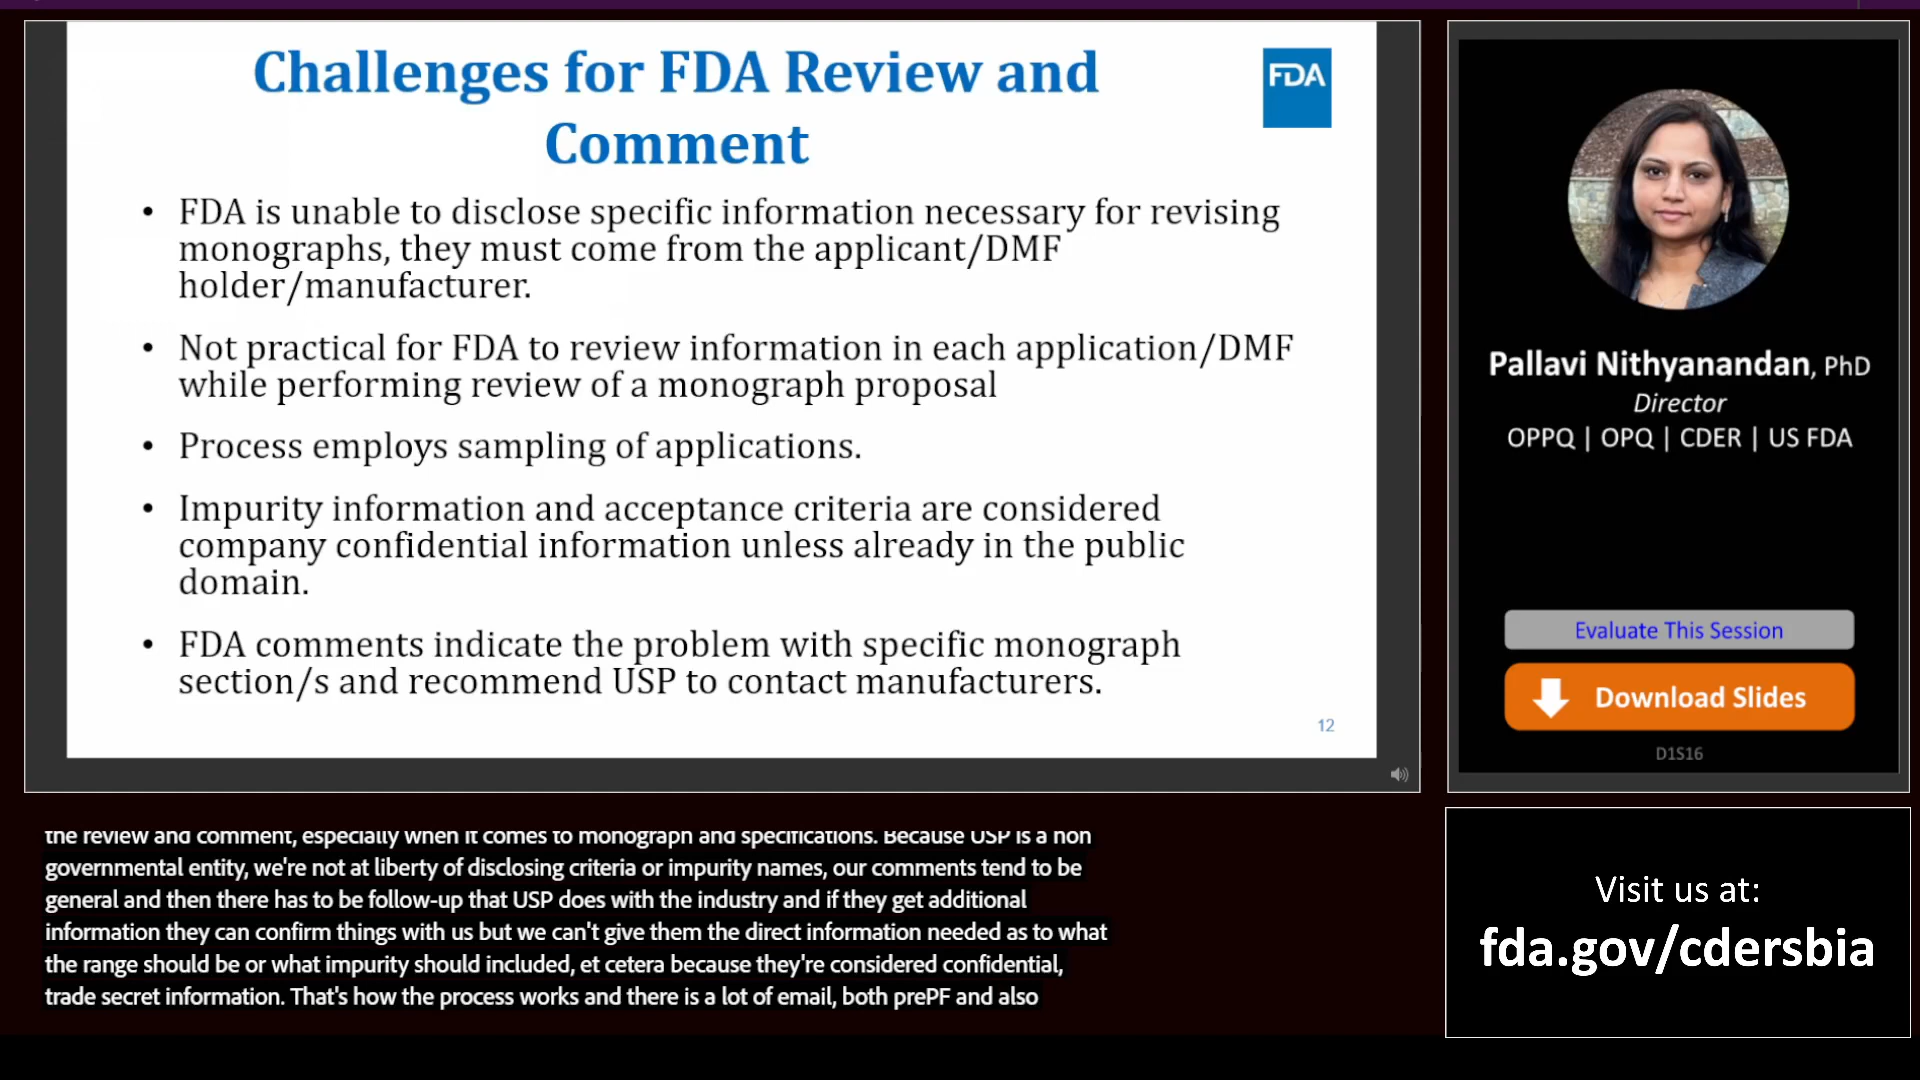 Challenges for FDA Review and
Comment
FDA
• FDA is unable to disclose specific information necessary for revising
monographs, they must come from the applicant/DMF
holder/manufacturer.
• Not practical for FDA to review information in each application/DMF
while performing review of a monograph proposal
• Process employs sampling of applications.
• Impurity information and acceptance criteria are considered
company confidential information unless already in the public
domain.
• FDA comments indicate the problem with specific monograph
section/s and recommend USP to contact manufacturers.
12
Pallavi Nithyanandan, PhD
Director
OPPQ | OPQ | CDER | US FDA
Evaluate This Session
Download Slides
D1S16
the review and comment, especially when it comes to monograph and specifications. Because USP is a non
governmental entity, we're not at liberty of disclosing criteria or impurity names, our comments tend to be
general and then there has to be follow-up that USP does with the industry and if they get additional
information they can confirm things with us but we can't give them the direct information needed as to what
the range should be or what impurity should included, et cetera because they're considered confidential,
trade secret information. That's how the process works and there is a lot of email, both prePF and also
Visit us at:
fda.gov/cdersbia